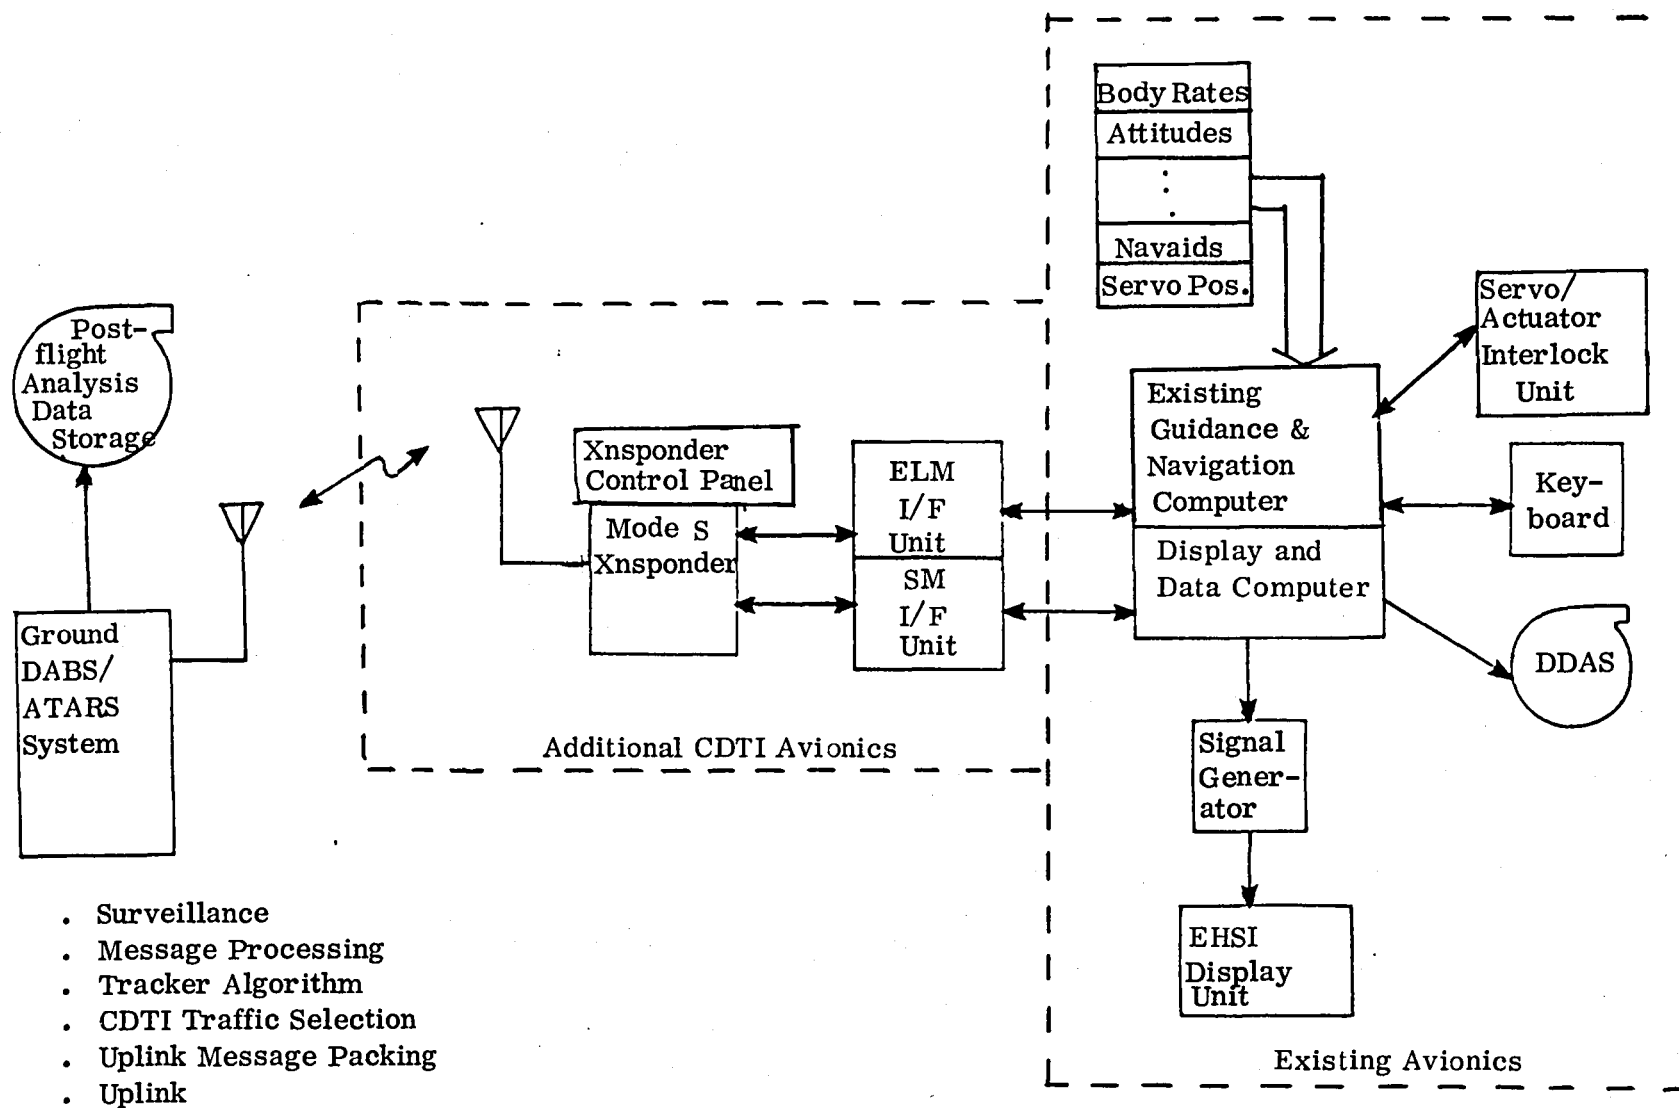 Body Rates
Attitudes
Navaids
Servo Pos.
Servo/
Actuator
Interlock
Unit
Post-
flight
Analysis
Data
Storage
Existing
Guidance &
Navigation
Computer
Display and
Data Computer
Key-
board
DDAS
Xnsponder
Control Panel
Mode S
Xnsponder
ELM
I/F
Unit
SM
I/F
Unit
Ground
DABS/
ATARS
System
Additional CDTI Avionics
Signal
Gener-
ator
EHSI
Display
Unit
Existing Avionics
. Surveillance
. Message Processing
. Tracker Algorithm
. CDTI Traffic Selection
. Uplink Message Packing
. Uplink